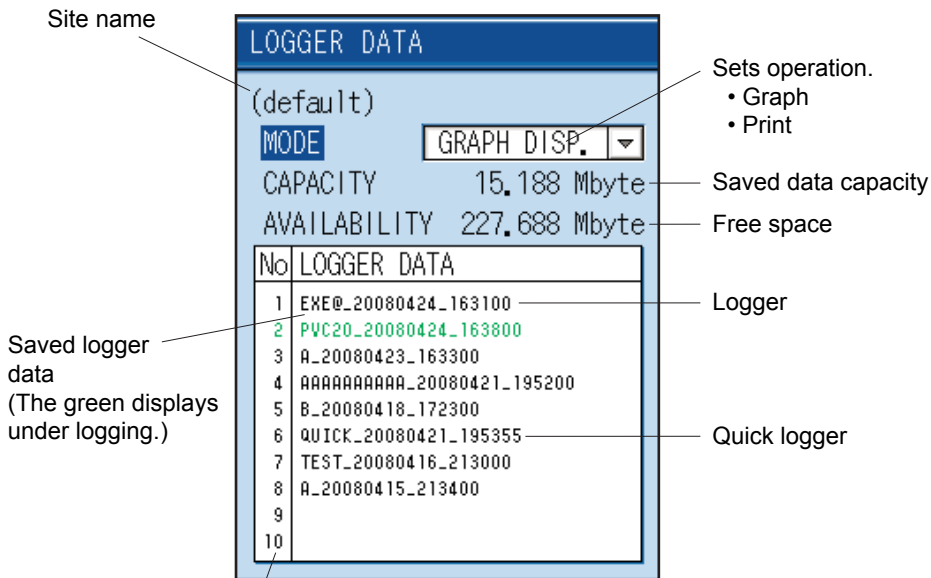 Site name
LOGGER DATA
Sets operation.
• Graph
• Print
(default)
MODE GRAPH DISP.
CAPACITY 15.188 Mbyte
Saved data capacity
AVAILABILITY 227.688 Mbyte
Free space
No LOGGER DATA
1 EXE@_20080424_163100
Logger
2 PVC20_20080424_163800
3 A_20080423_163300
4 AAAAAAAAAA_20080421_195200
5 B_20080418_172300
6 QUICK_20080421_195355
Quick logger
7 TEST_20080416_213000
8 A_20080415_213400
9
10
Saved logger
data
(The green displays
under logging.)